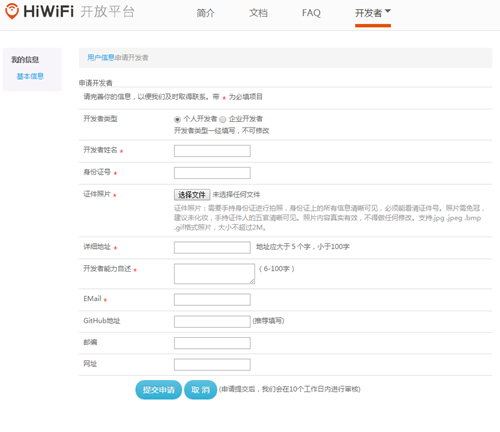 HiWiFi 开放平台
简介 文档 FAQ 开发者
我的信息
基本信息
用户信息申请开发者
申请开发者
请完善你的信息，以便我们及时取得联系。带 * 为必填项目
开发者类型 个人开发者 企业开发者
开发者类型一经填写，不可修改
开发者姓名 *
身份证号 *
证件照片 * 选择文件 未选择任何文件
证件照片：需要手持身份证进行拍照，身份证上的所有信息清晰可见，必须能看清证件号。照片需免冠，
建议未化妆，手持证件人的五官清晰可见。照片内容真实有效，不得做任何修改。支持.jpg .jpeg .bmp
.gif格式照片，大小不超过2M。
详细地址 * 地址应大于５个字，小于100字
开发者能力自述 * （6-100字）
EMail *
GitHub地址 (推荐填写)
邮编
网址
提交申请 取 消 (申请提交后，我们会在10个工作日内进行审核)